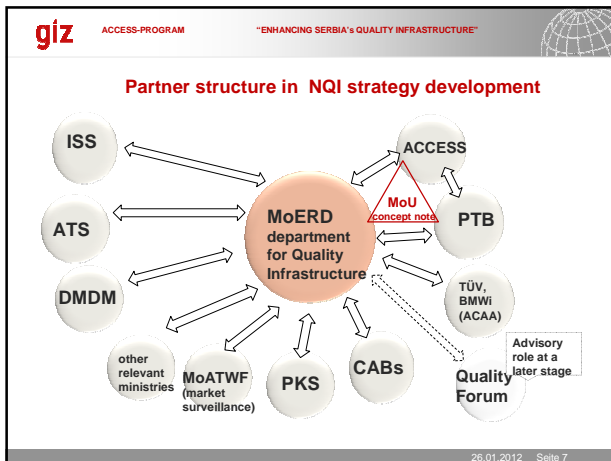 giz
ACCESS-PROGRAM
"ENHANCING SERBIA's QUALITY INFRASTRUCTURE"
Partner structure in NQI strategy development
ISS
ACCESS
MoU
concept note
PTB
ATS
MoERD
department
for Quality
Infrastructure
DMDM
TÜV,
BMWi
(ACAA)
other
relevant
ministries
MoATWF
(market
surveillance)
PKS
CABs
Quality
Forum
Advisory
role at a
later stage
26.01.2012 Seite 7